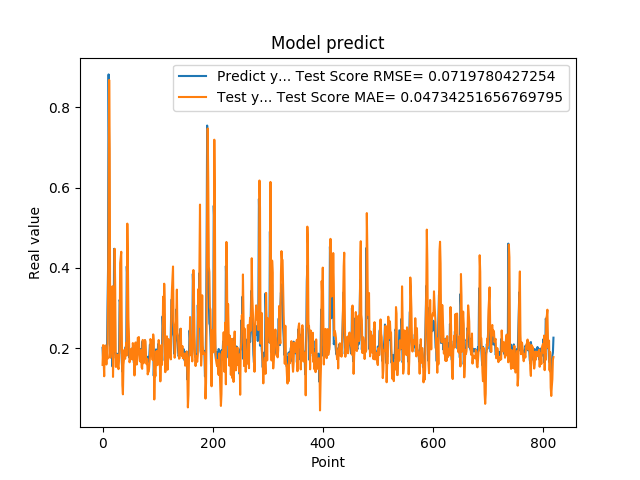 Model predict
Predict y... Test Score RMSE= 0.0719780427254
Test y... Test Score MAE= 0.04734251656769795
Real value
0.8
0.6
0.4
0.2
0
200
400
600
800
Point